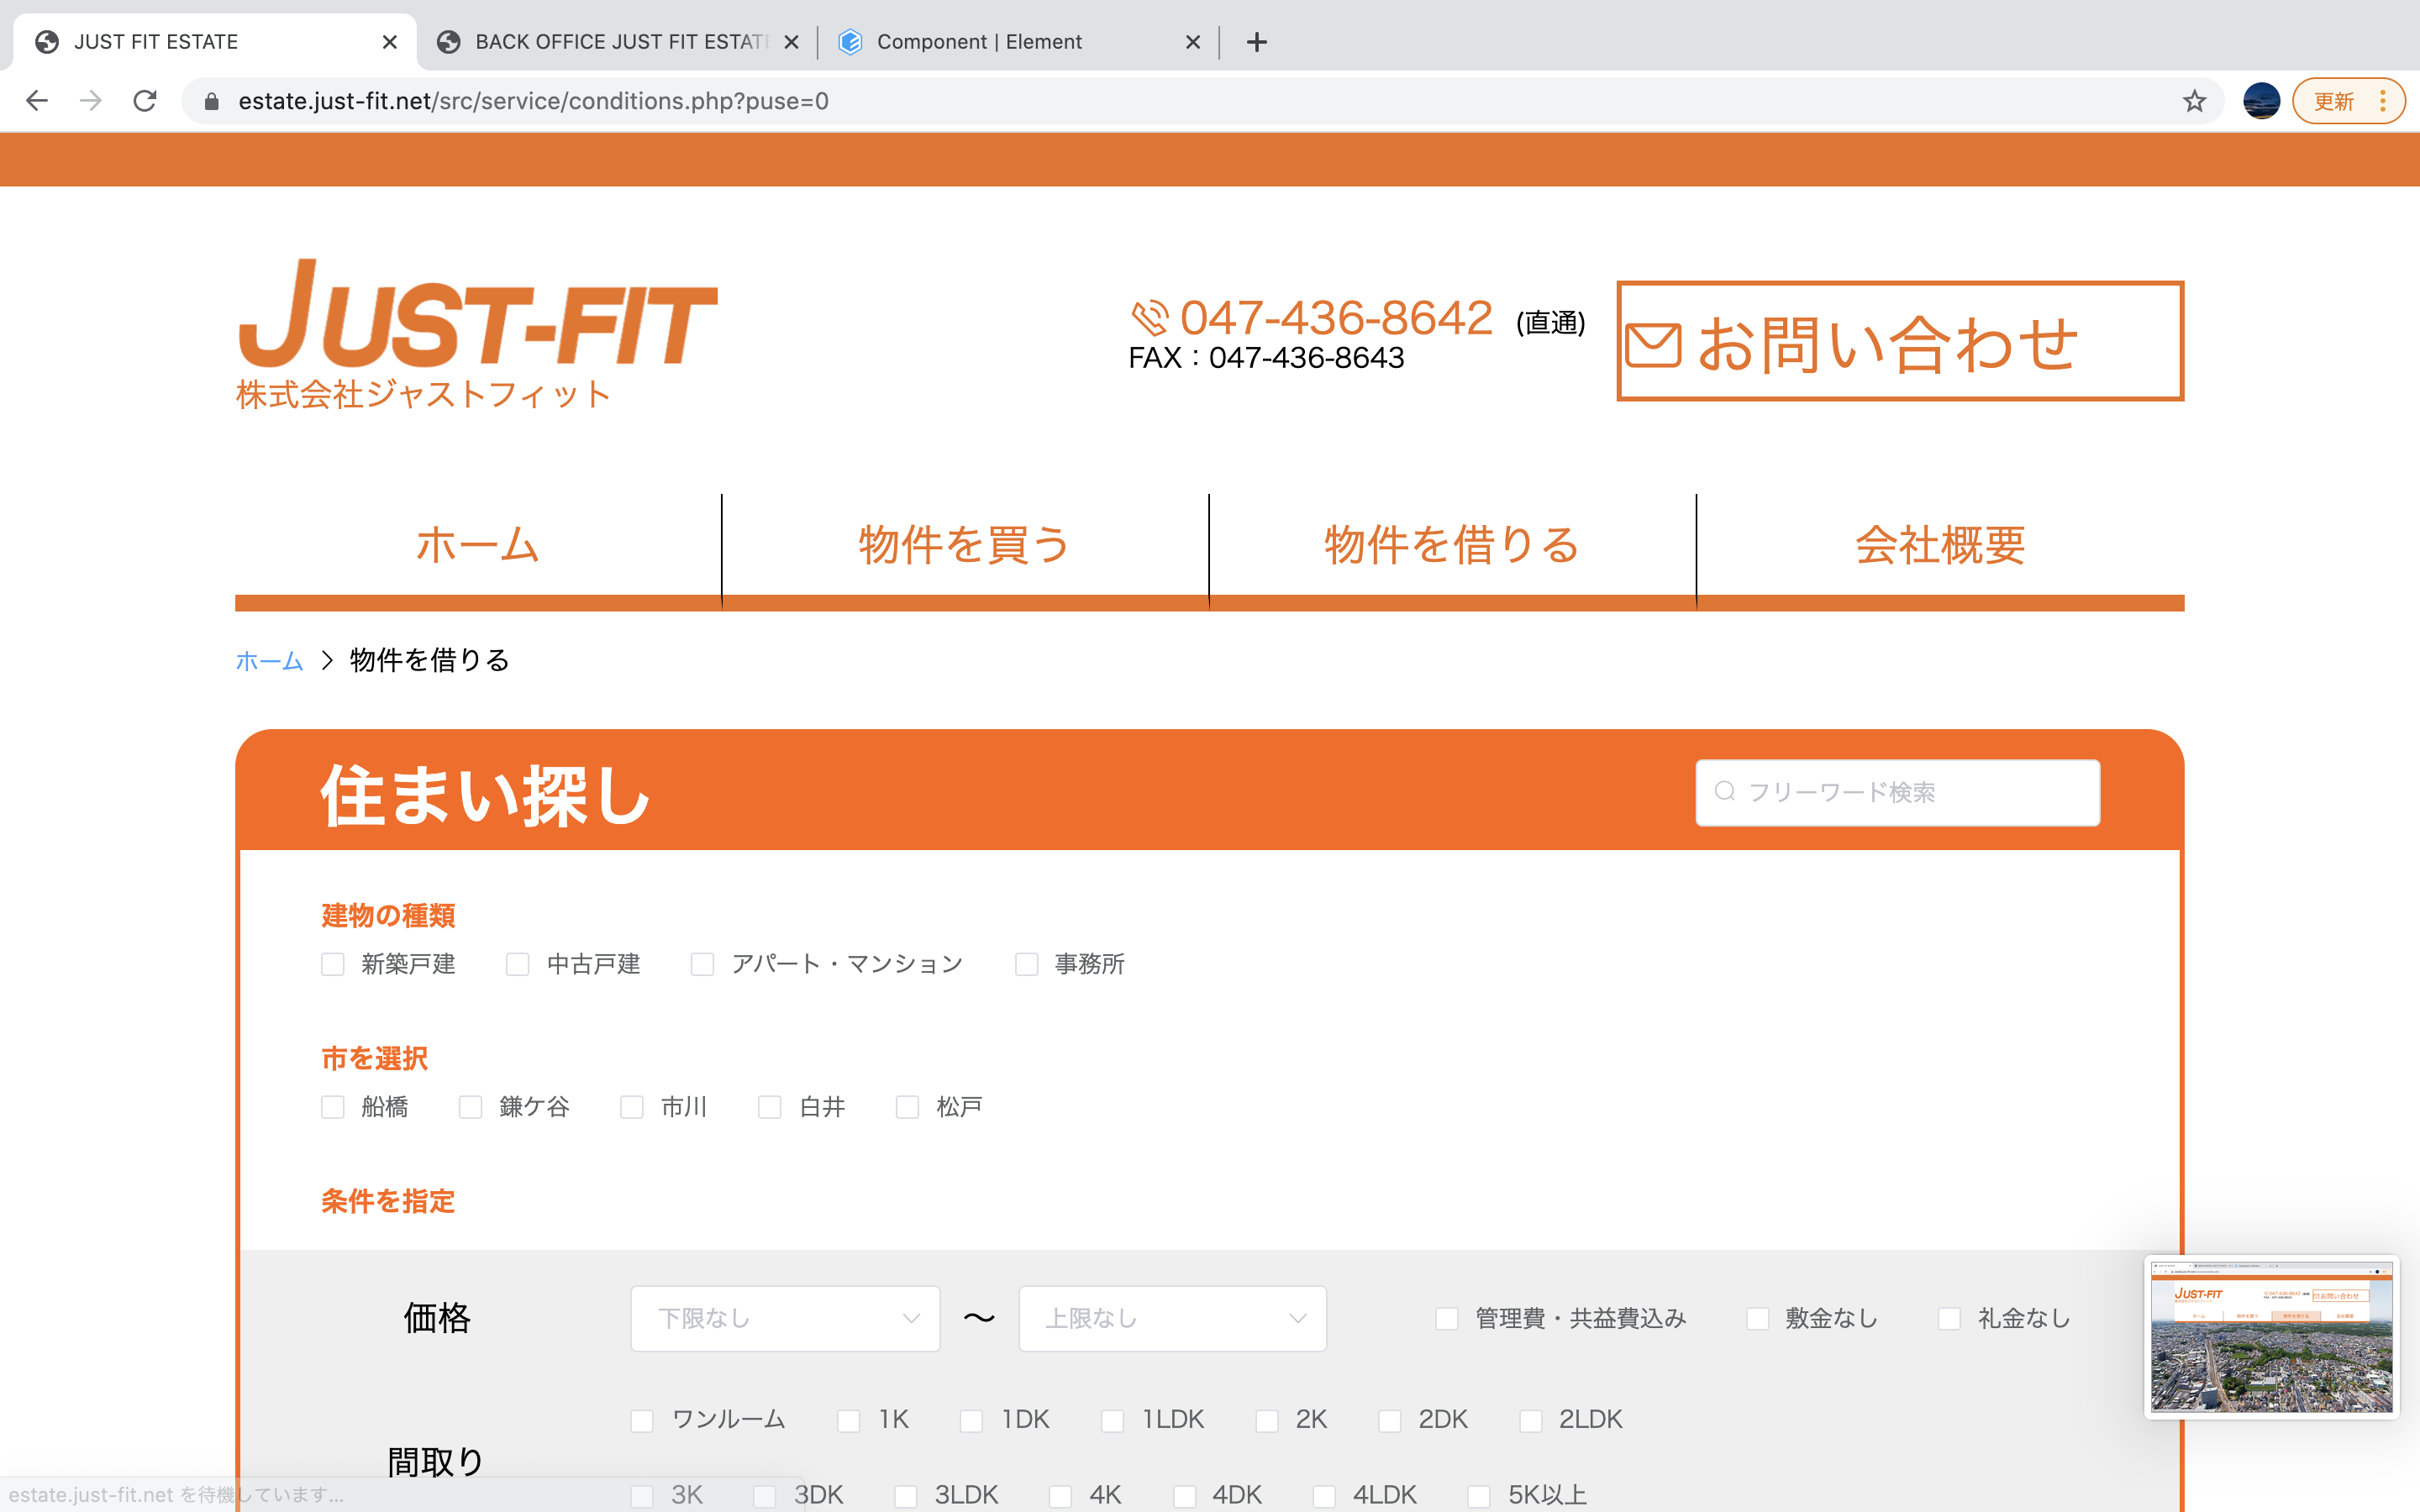 JUST FIT ESTATE
BACK OFFICE JUST FIT ESTATE
Component | Element
estate.just-fit.net/src/service/conditions.php?puse=0
更新
JUST-FIT
株式会社ジャストフィット
047-436-8642 (直通)
FAX：047-436-8643
お問い合わせ
ホーム 物件を買う 物件を借りる 会社概要
ホーム > 物件を借りる
住まい探し
フリーワード検索
建物の種類
新築戸建 中古戸建 アパート・マンション 事務所
市を選択
船橋 鎌ケ谷 市川 白井 松戸
条件を指定
価格 下限なし 〜 上限なし 管理費・共益費込み 敷金なし 礼金なし
ワンルーム 1K 1DK 1LDK 2K 2DK 2LDK
間取り
3K 3DK 3LDK 4K 4DK 4LDK 5K以上
estate.just-fit.net を待機しています...